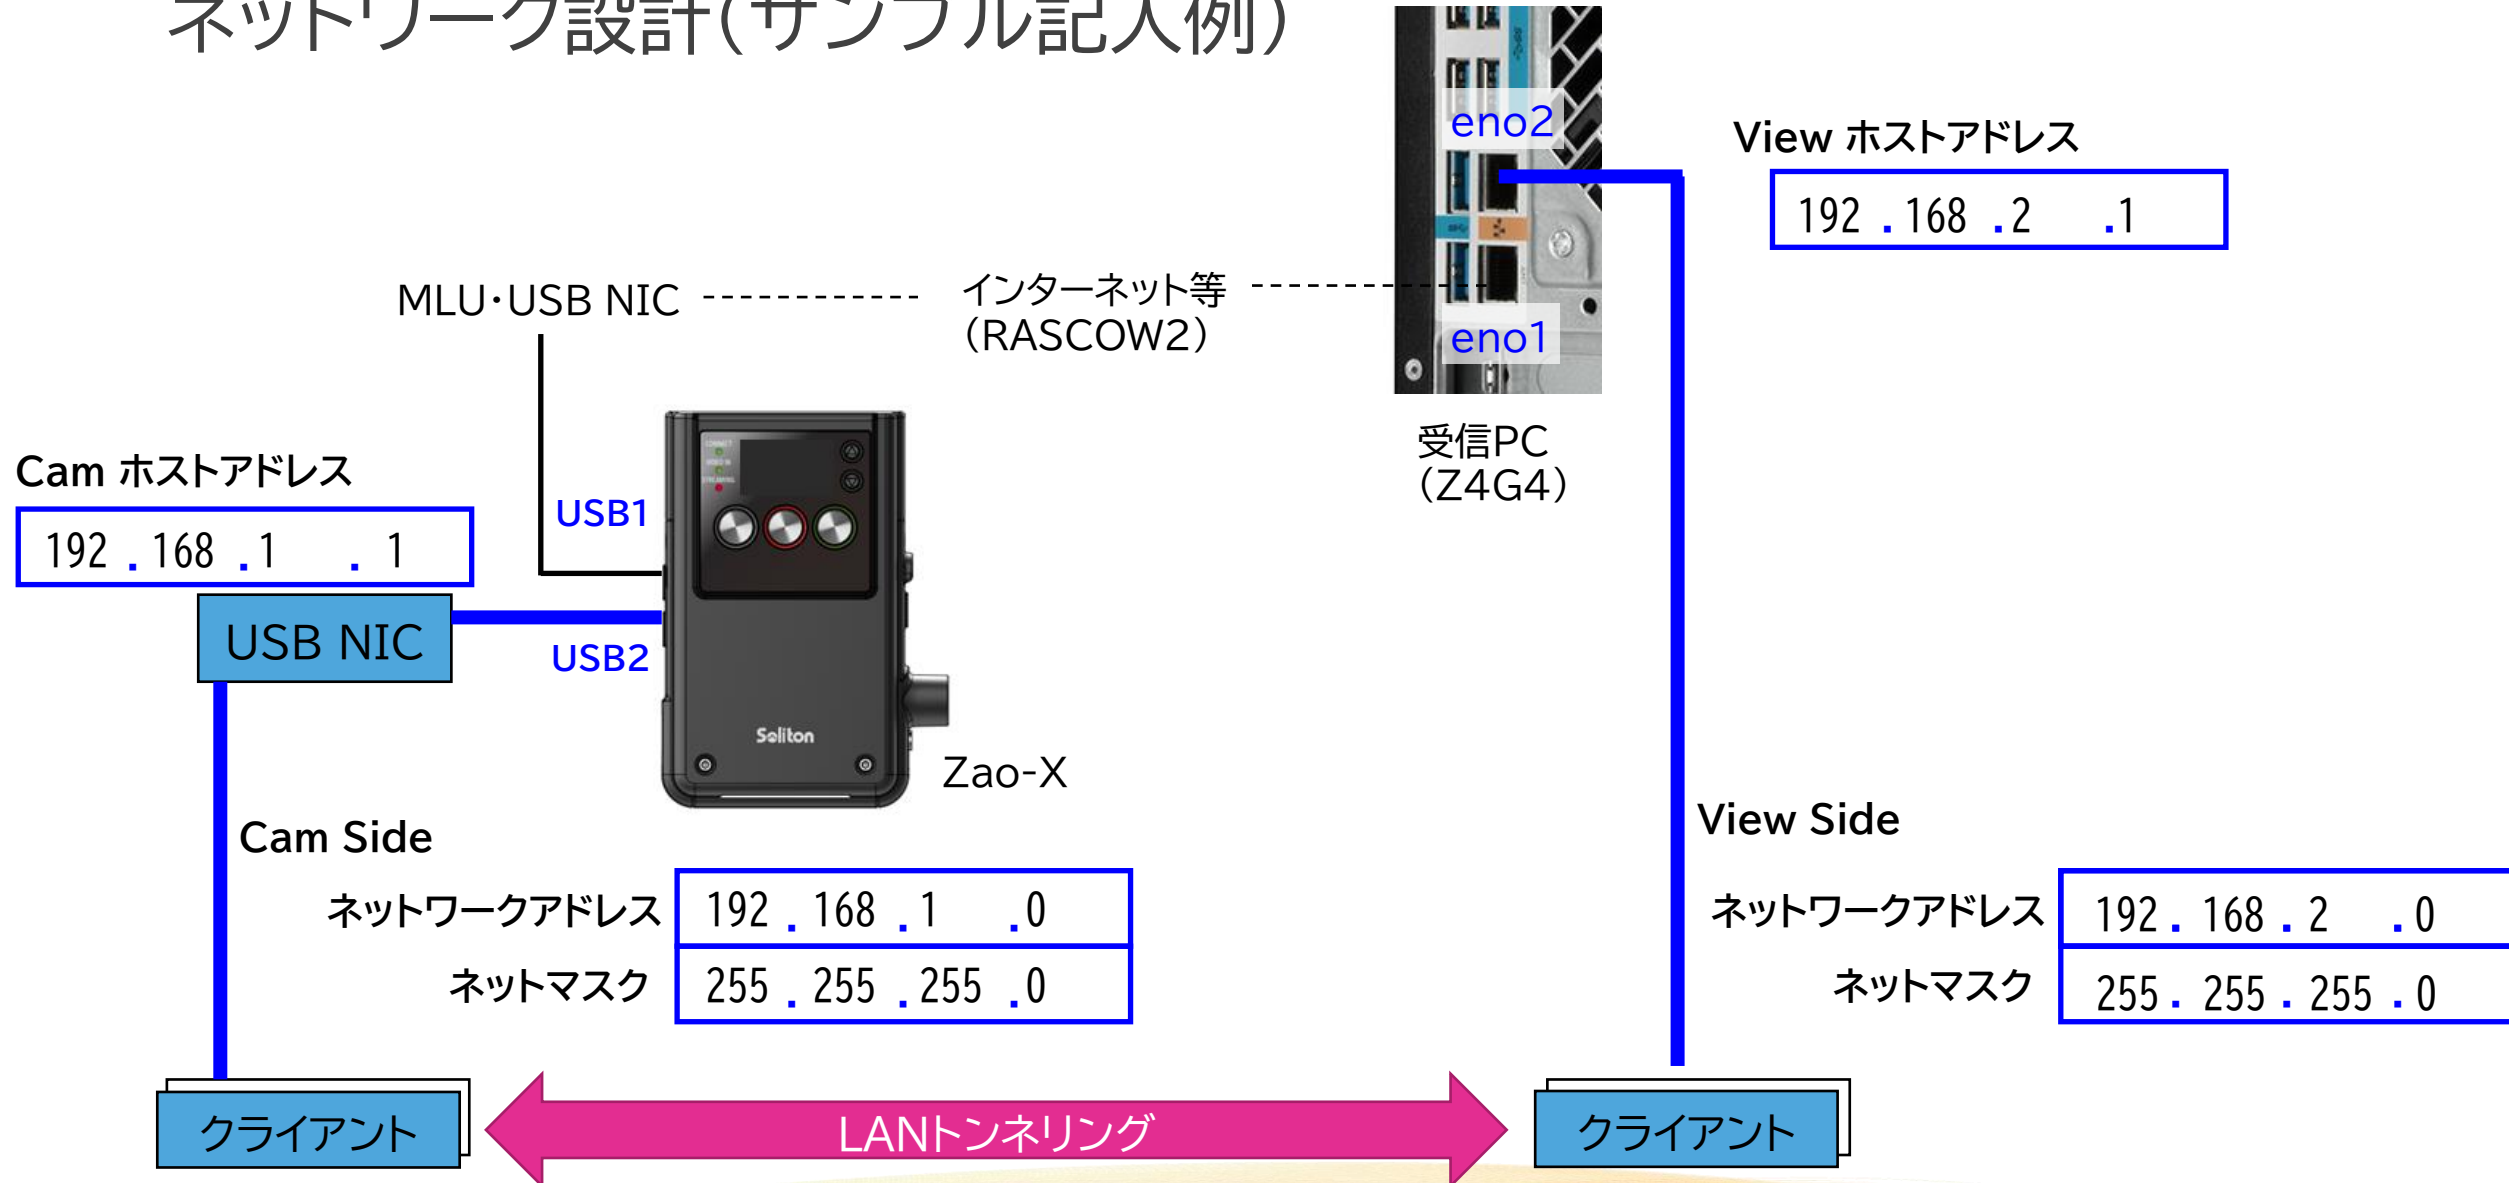 ネットワーク設計(サンプル記入例)
eno2
View ホストアドレス
192 . 168 . 2 . 1
MLU・USB NIC
インターネット等
（RASCOW2）
eno1
受信PC
（Z4G4）
Cam ホストアドレス
192 . 168 . 1 . 1
USB1
USB NIC
USB2
Soliton
Zao-X
Cam Side
ネットワークアドレス
192 . 168 . 1 . 0
ネットマスク
255 . 255 . 255 . 0
View Side
ネットワークアドレス
192 . 168 . 2 . 0
ネットマスク
255 . 255 . 255 . 0
クライアント
LANトンネリング
クライアント